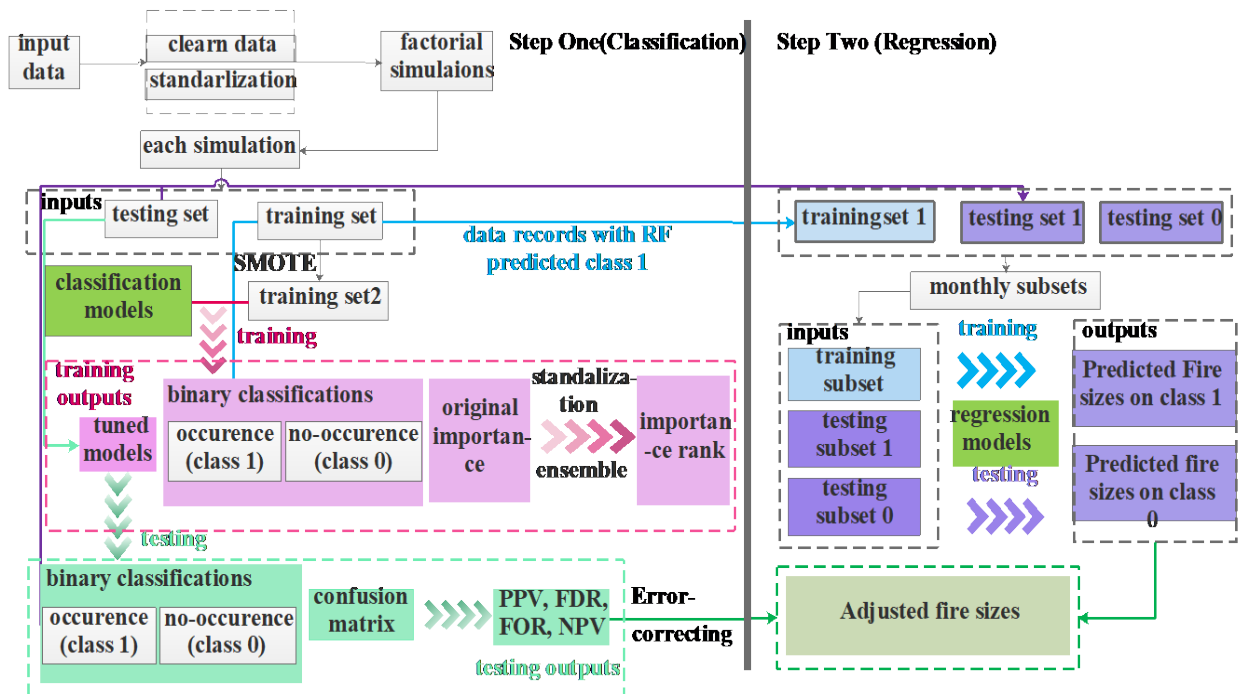 input
data
clearn data
standarlization
factorial
simulaions
Step One(Classification)
each simulation
inputs
testing set
training set
data records with RF
predicted class 1
SMOTE
classification
models
training set2
training
training
outputs
tuned
models
binary classifications
occurence
(class 1)
no-occurence
(class 0)
original
importan-
ce
standaliza-
tion
ensemble
importan
-ce rank
testing
binary classifications
occurence
(class 1)
no-occurence
(class 0)
confusion
matrix
PPV, FDR,
FOR, NPV
testing outputs
Error-
correcting
Step Two (Regression)
trainingset 1
testing set 1
testing set 0
monthly subsets
inputs
training
subset
testing
subset 1
testing
subset 0
training
regression
models
testing
outputs
Predicted Fire
sizes on class 1
Predicted fire
sizes on class
0
Adjusted fire sizes